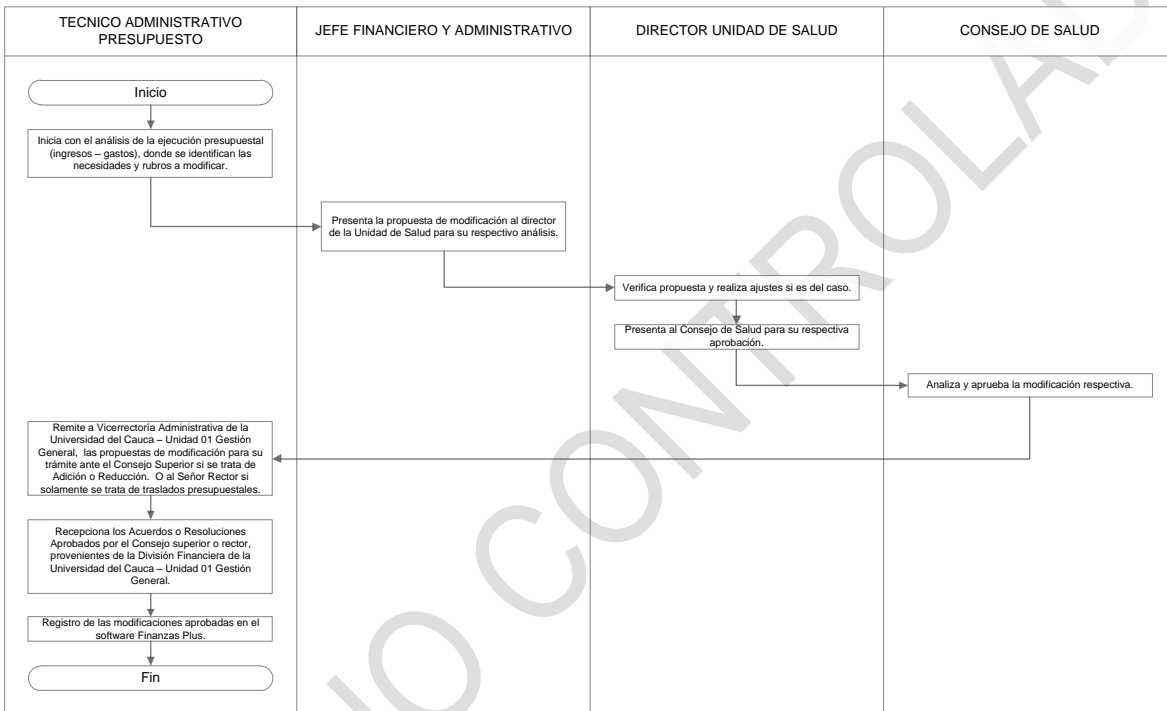 TECNICO ADMINISTRATIVO
PRESUPUESTO
JEFE FINANCIERO Y ADMINISTRATIVO
DIRECTOR UNIDAD DE SALUD
CONSEJO DE SALUD
Inicio
Inicia con el análisis de la ejecución presupuestal
(ingresos – gastos), donde se identifican las
necesidades y rubros a modificar.
Presenta la propuesta de modificación al director
de la Unidad de Salud para su respectivo análisis.
Verifica propuesta y realiza ajustes si es del caso.
Presenta al Consejo de Salud para su respectiva
aprobación.
Analiza y aprueba la modificación respectiva.
Remite a Vicerrectoría Administrativa de la
Universidad del Cauca – Unidad 01 Gestión
General, las propuestas de modificación para su
trámite ante el Consejo Superior si se trata de
Adición o Reducción. O al Señor Rector si
solamente se trata de traslados presupuestales.
Recepciona los Acuerdos o Resoluciones
Aprobados por el Consejo superior o rector,
provenientes de la División Financiera de la
Universidad del Cauca – Unidad 01 Gestión
General.
Registro de las modificaciones aprobadas en el
software Finanzas Plus.
Fin
NO CONTROLAD